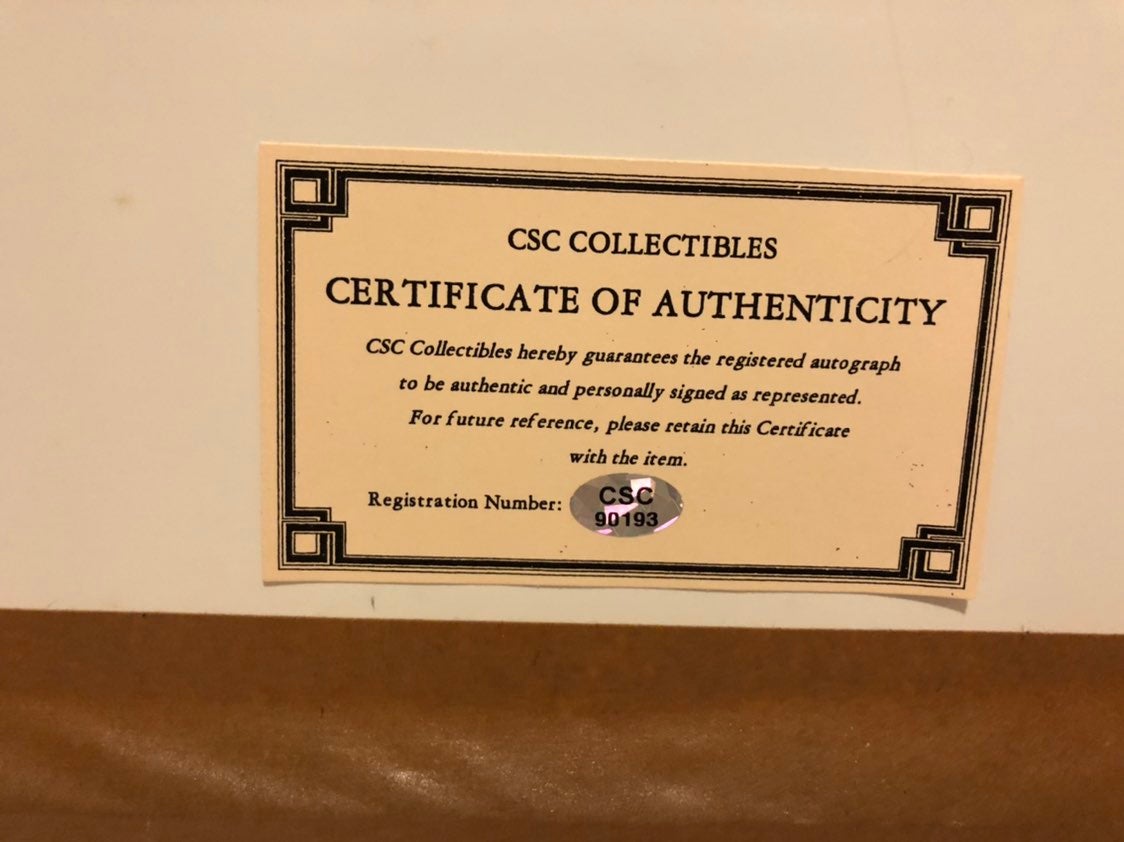 CSC COLLECTIBLES
CERTIFICATE OF AUTHENTICITY
CSC Collectibles hereby guarantees the registered autograph
to be authentic and personally signed as represented.
For future reference, please retain this Certificate
with the item.
Registration Number: CSC
90193